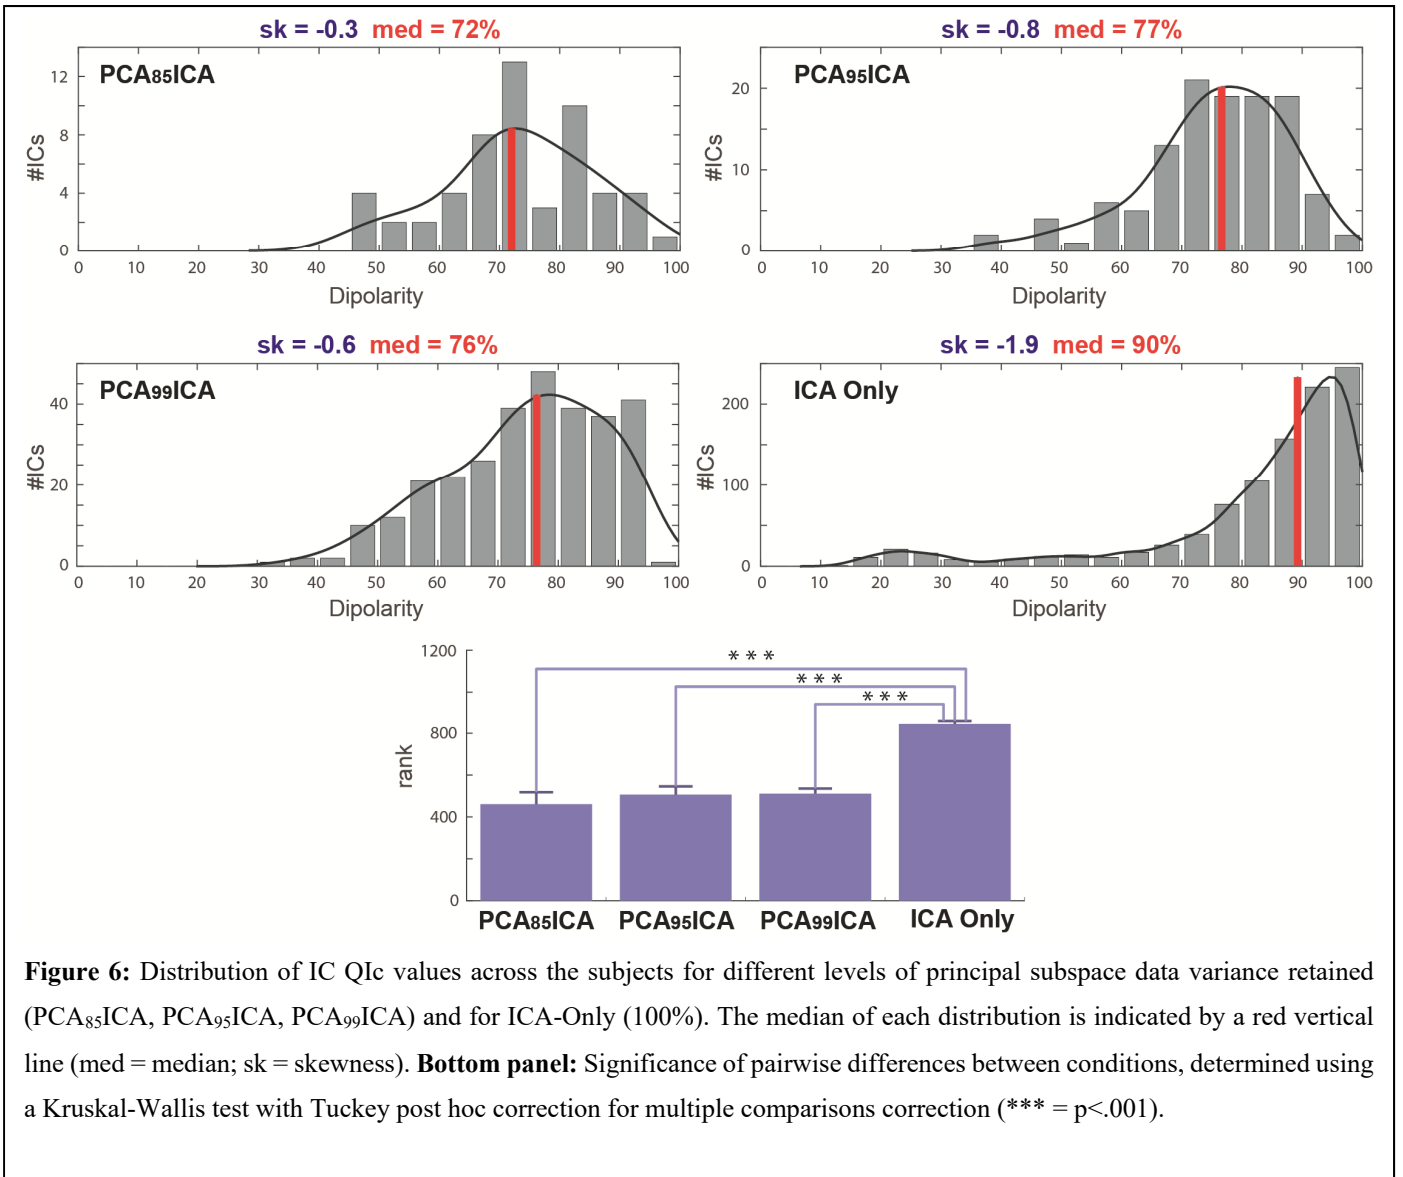 sk = -0.3 med = 72%
PCA85ICA
12
8
4
0
#ICs
0 10 20 30 40 50 60 70 80 90 100
Dipolarity
sk = -0.8 med = 77%
PCA95ICA
20
10
0
#ICs
0 10 20 30 40 50 60 70 80 90 100
Dipolarity
sk = -0.6 med = 76%
PCA99ICA
40
20
0
#ICs
0 10 20 30 40 50 60 70 80 90 100
Dipolarity
sk = -1.9 med = 90%
ICA Only
200
100
0
#ICs
0 10 20 30 40 50 60 70 80 90 100
Dipolarity
1200
800
400
0
rank
***
***
***
PCA85ICA PCA95ICA PCA99ICA ICA Only
Figure 6: Distribution of IC QIc values across the subjects for different levels of principal subspace data variance retained
(PCA85ICA, PCA95ICA, PCA99ICA) and for ICA-Only (100%). The median of each distribution is indicated by a red vertical
line (med = median; sk = skewness). Bottom panel: Significance of pairwise differences between conditions, determined using
a Kruskal-Wallis test with Tuckey post hoc correction for multiple comparisons correction (*** = p<.001).